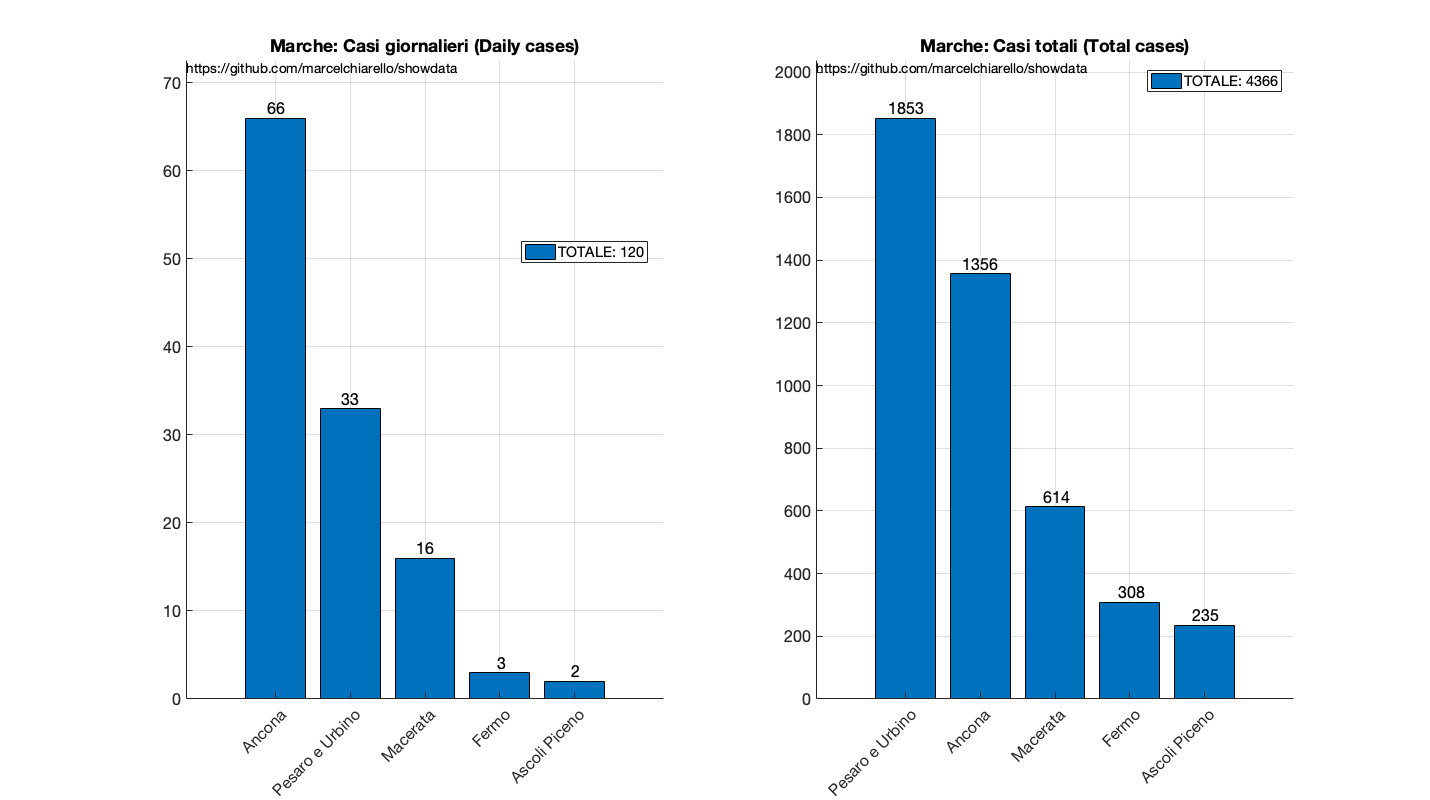 Marche: Casi giornalieri (Daily cases)
https://github.com/marcelchiarello/showdata
70
60
50
40
30
20
10
0
66
33
16
3
2
TOTALE: 120
Ancona
Pesaro e Urbino
Macerata
Fermo
Ascoli Piceno
Marche: Casi totali (Total cases)
https://github.com/marcelchiarello/showdata
TOTALE: 4366
2000
1800
1600
1400
1200
1000
800
600
400
200
0
1853
1356
614
308
235
Pesaro e Urbino
Ancona
Macerata
Fermo
Ascoli Piceno